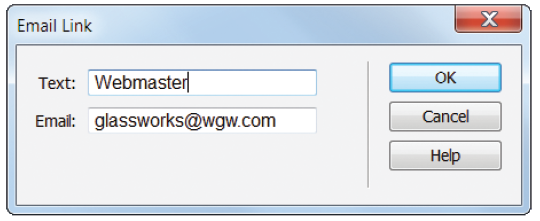 Email Link
Text: Webmaster
OK
Email: glassworks@wgw.com
Cancel
Help